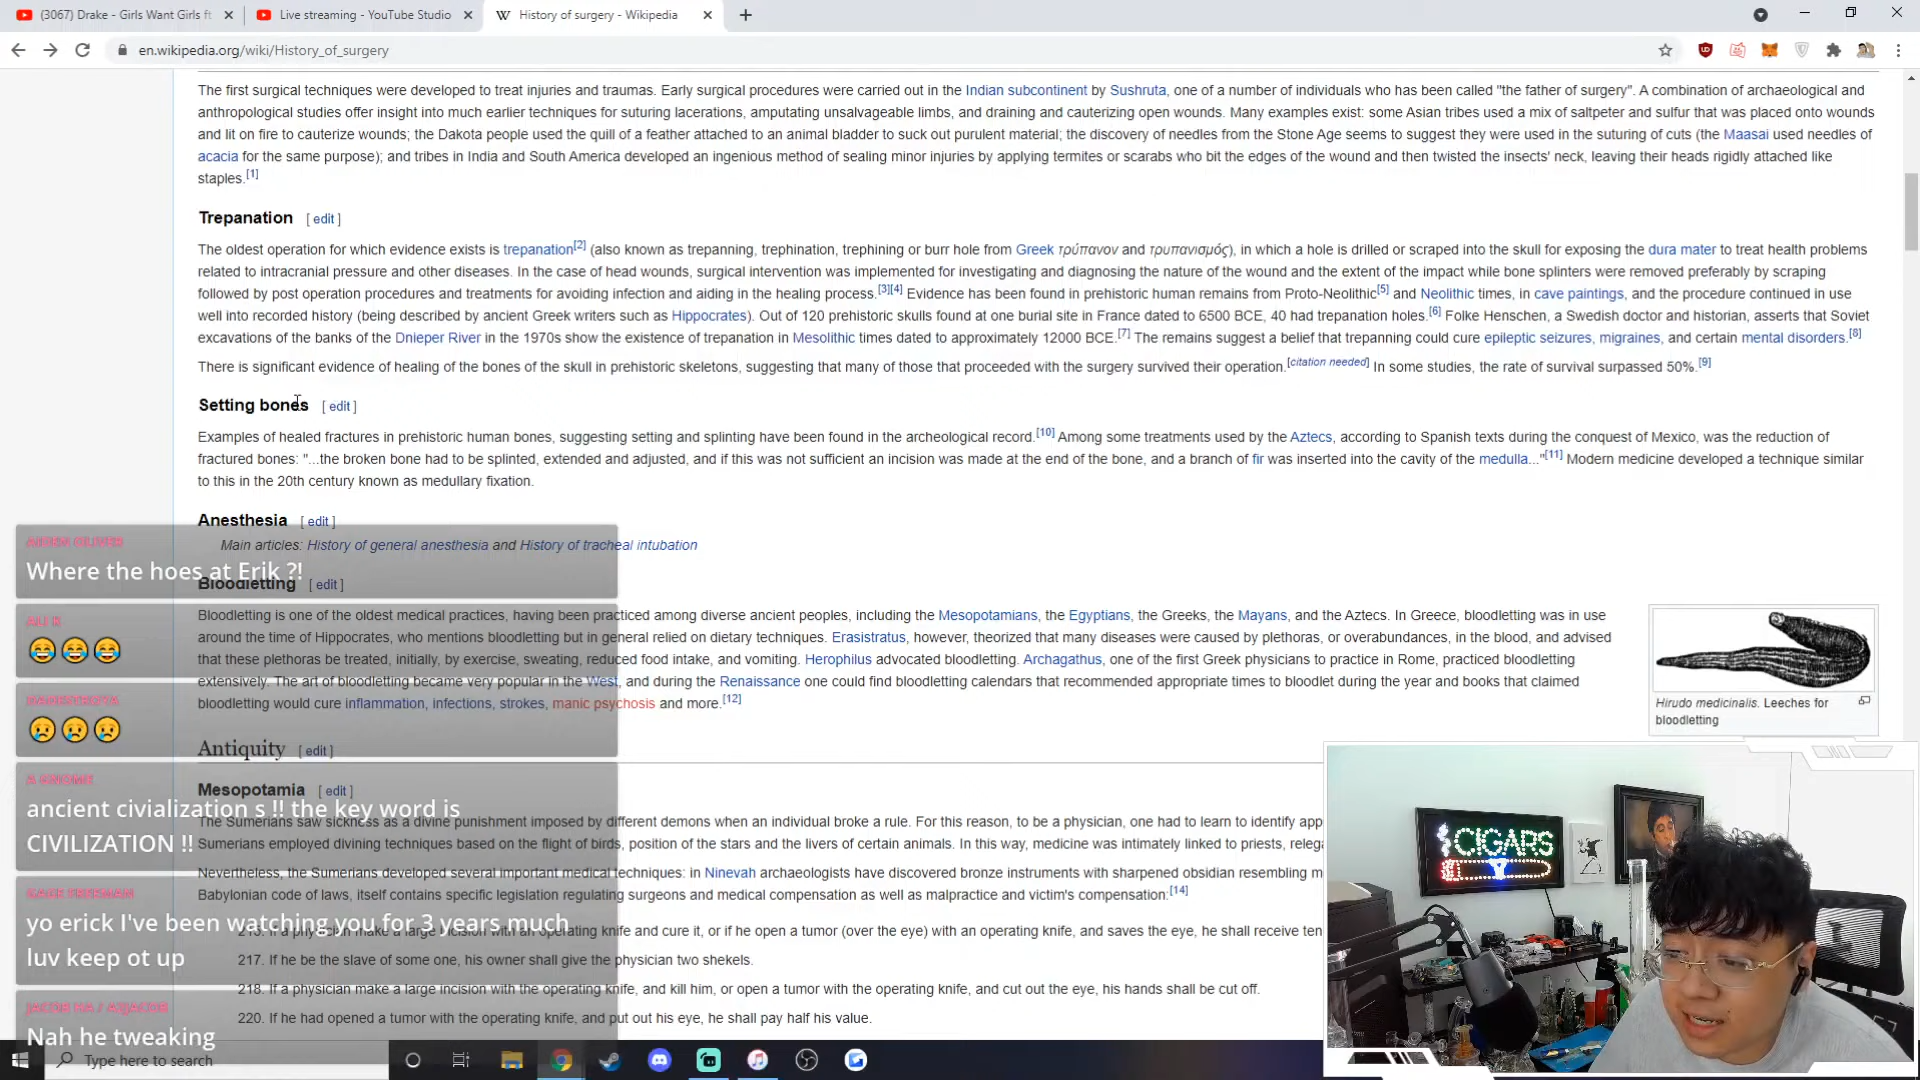 (3067) Drake - Girls Want Girls ft
Live streaming - YouTube Studio
History of surgery - Wikipedia
en.wikipedia.org/wiki/History_of_surgery
The first surgical techniques were developed to treat injuries and traumas. Early surgical procedures were carried out in the Indian subcontinent by Sushruta, one of a number of individuals who has been called "the father of surgery". A combination of archaeological and
anthropological studies offer insight into much earlier techniques for suturing lacerations, amputating unsalvageable limbs, and draining and cauterizing open wounds. Many examples exist: some Asian tribes used a mix of saltpeter and sulfur that was placed onto wounds
and lit on fire to cauterize wounds; the Dakota people used the quill of a feather attached to an animal bladder to suck out purulent material; the discovery of needles from the Stone Age seems to suggest they were used in the suturing of cuts (the Maasai used needles of
acacia for the same purpose); and tribes in India and South America developed an ingenious method of sealing minor injuries by applying termites or scarabs who bit the edges of the wound and then twisted the insects' neck, leaving their heads rigidly attached like
staples.[1]
Trepanation [ edit ]
The oldest operation for which evidence exists is trepanation[2] (also known as trepanning, trephination, trephining or burr hole from Greek τρύπανον and τρυπανισμός), in which a hole is drilled or scraped into the skull for exposing the dura mater to treat health problems
related to intracranial pressure and other diseases. In the case of head wounds, surgical intervention was implemented for investigating and diagnosing the nature of the wound and the extent of the impact while bone splinters were removed preferably by scraping
followed by post operation procedures and treatments for avoiding infection and aiding in the healing process.[3][4] Evidence has been found in prehistoric human remains from Proto-Neolithic[5] and Neolithic times, in cave paintings, and the procedure continued in use
well into recorded history (being described by ancient Greek writers such as Hippocrates). Out of 120 prehistoric skulls found at one burial site in France dated to 6500 BCE, 40 had trepanation holes.[6] Folke Henschen, a Swedish doctor and historian, asserts that Soviet
excavations of the banks of the Dnieper River in the 1970s show the existence of trepanation in Mesolithic times dated to approximately 12000 BCE.[7] The remains suggest a belief that trepanning could cure epileptic seizures, migraines, and certain mental disorders.[8]
There is significant evidence of healing of the bones of the skull in prehistoric skeletons, suggesting that many of those that proceeded with the surgery survived their operation.[citation needed] In some studies, the rate of survival surpassed 50%.[9]
Setting bones [ edit ]
Examples of healed fractures in prehistoric human bones, suggesting setting and splinting have been found in the archeological record.[10] Among some treatments used by the Aztecs, according to Spanish texts during the conquest of Mexico, was the reduction of
fractured bones: "...the broken bone had to be splinted, extended and adjusted, and if this was not sufficient an incision was made at the end of the bone, and a branch of fir was inserted into the cavity of the medulla..."[11] Modern medicine developed a technique similar
to this in the 20th century known as medullary fixation.
Anesthesia [ edit ]
Main articles: History of general anesthesia and History of tracheal intubation
AIDEN OLIVER
Where the hoes at Erik ?!
Bloodletting [ edit ]
Bloodletting is one of the oldest medical practices, having been practiced among diverse ancient peoples, including the Mesopotamians, the Egyptians, the Greeks, the Mayans, and the Aztecs. In Greece, bloodletting was in use
around the time of Hippocrates, who mentions bloodletting but in general relied on dietary techniques. Erasistratus, however, theorized that many diseases were caused by plethoras, or overabundances, in the blood, and advised
that these plethoras be treated, initially, by exercise, sweating, reduced food intake, and vomiting. Herophilus advocated bloodletting. Archagathus, one of the first Greek physicians to practice in Rome, practiced bloodletting
extensively. The art of bloodletting became very popular in the West, and during the Renaissance one could find bloodletting calendars that recommended appropriate times to bloodlet during the year and books that claimed
bloodletting would cure inflammation, infections, strokes, manic psychosis and more.[12]
Hirudo medicinalis. Leeches for
bloodletting
ALI K
😂😂😂
😢😢😢
Antiquity [ edit ]
A GNOME
ancient civialization s !! the key word is
CIVILIZATION !!
Mesopotamia [ edit ]
The Sumerians saw sickness as a divine punishment imposed by different demons when an individual broke a rule. For this reason, to be a physician, one had to learn to identify app
Sumerians employed divining techniques based on the flight of birds, position of the stars and the livers of certain animals. In this way, medicine was intimately linked to priests, releg
Nevertheless, the Sumerians developed several important medical techniques: in Ninevah archaeologists have discovered bronze instruments with sharpened obsidian resembling m
Babylonian code of laws, itself contains specific legislation regulating surgeons and medical compensation as well as malpractice and victim's compensation:[14]
GAGE FREEMAN
yo erick I've been watching you for 3 years much
luv keep ot up
If a physician make a large incision with an operating knife and cure it, or if he open a tumor (over the eye) with an operating knife, and saves the eye, he shall receive ten
217. If he be the slave of some one, his owner shall give the physician two shekels.
218. If a physician make a large incision with the operating knife, and kill him, or open a tumor with the operating knife, and cut out the eye, his hands shall be cut off.
220. If he had opened a tumor with the operating knife, and put out his eye, he shall pay half his value.
Nah he tweaking
CIGARS
Type here to search